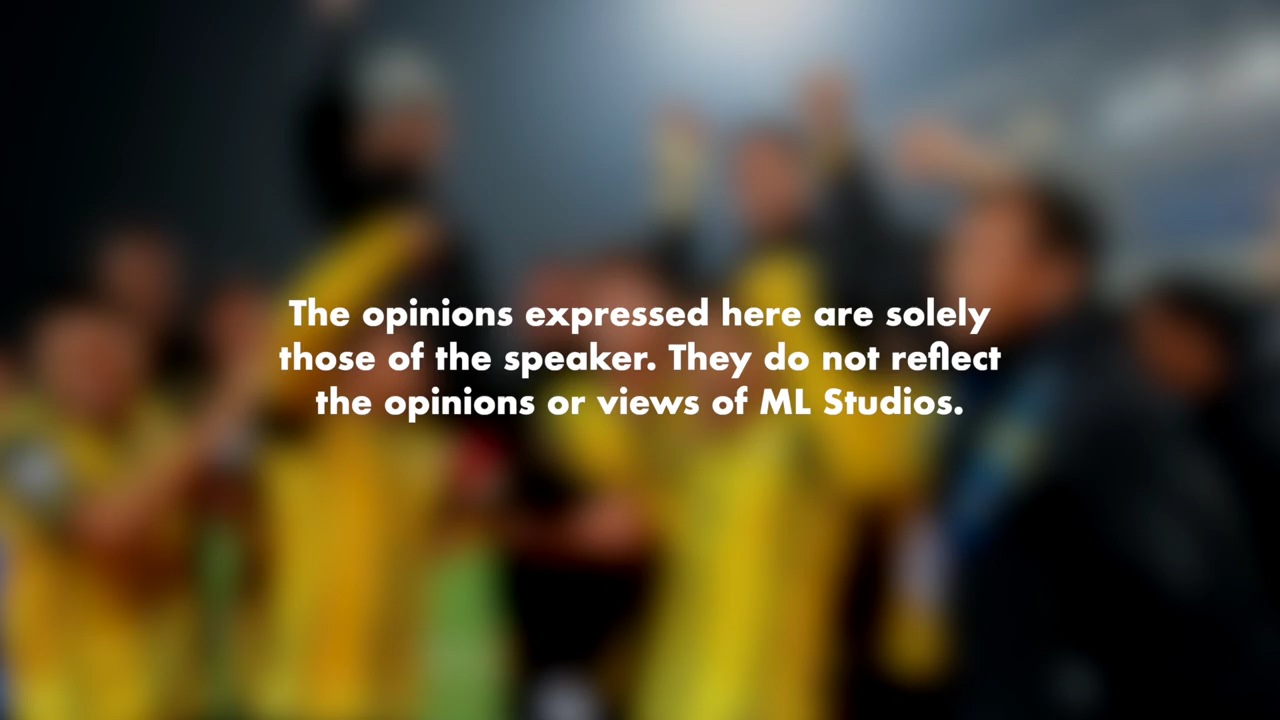 The opinions expressed here are solely
those of the speaker. They do not reflect
the opinions or views of ML Studios.